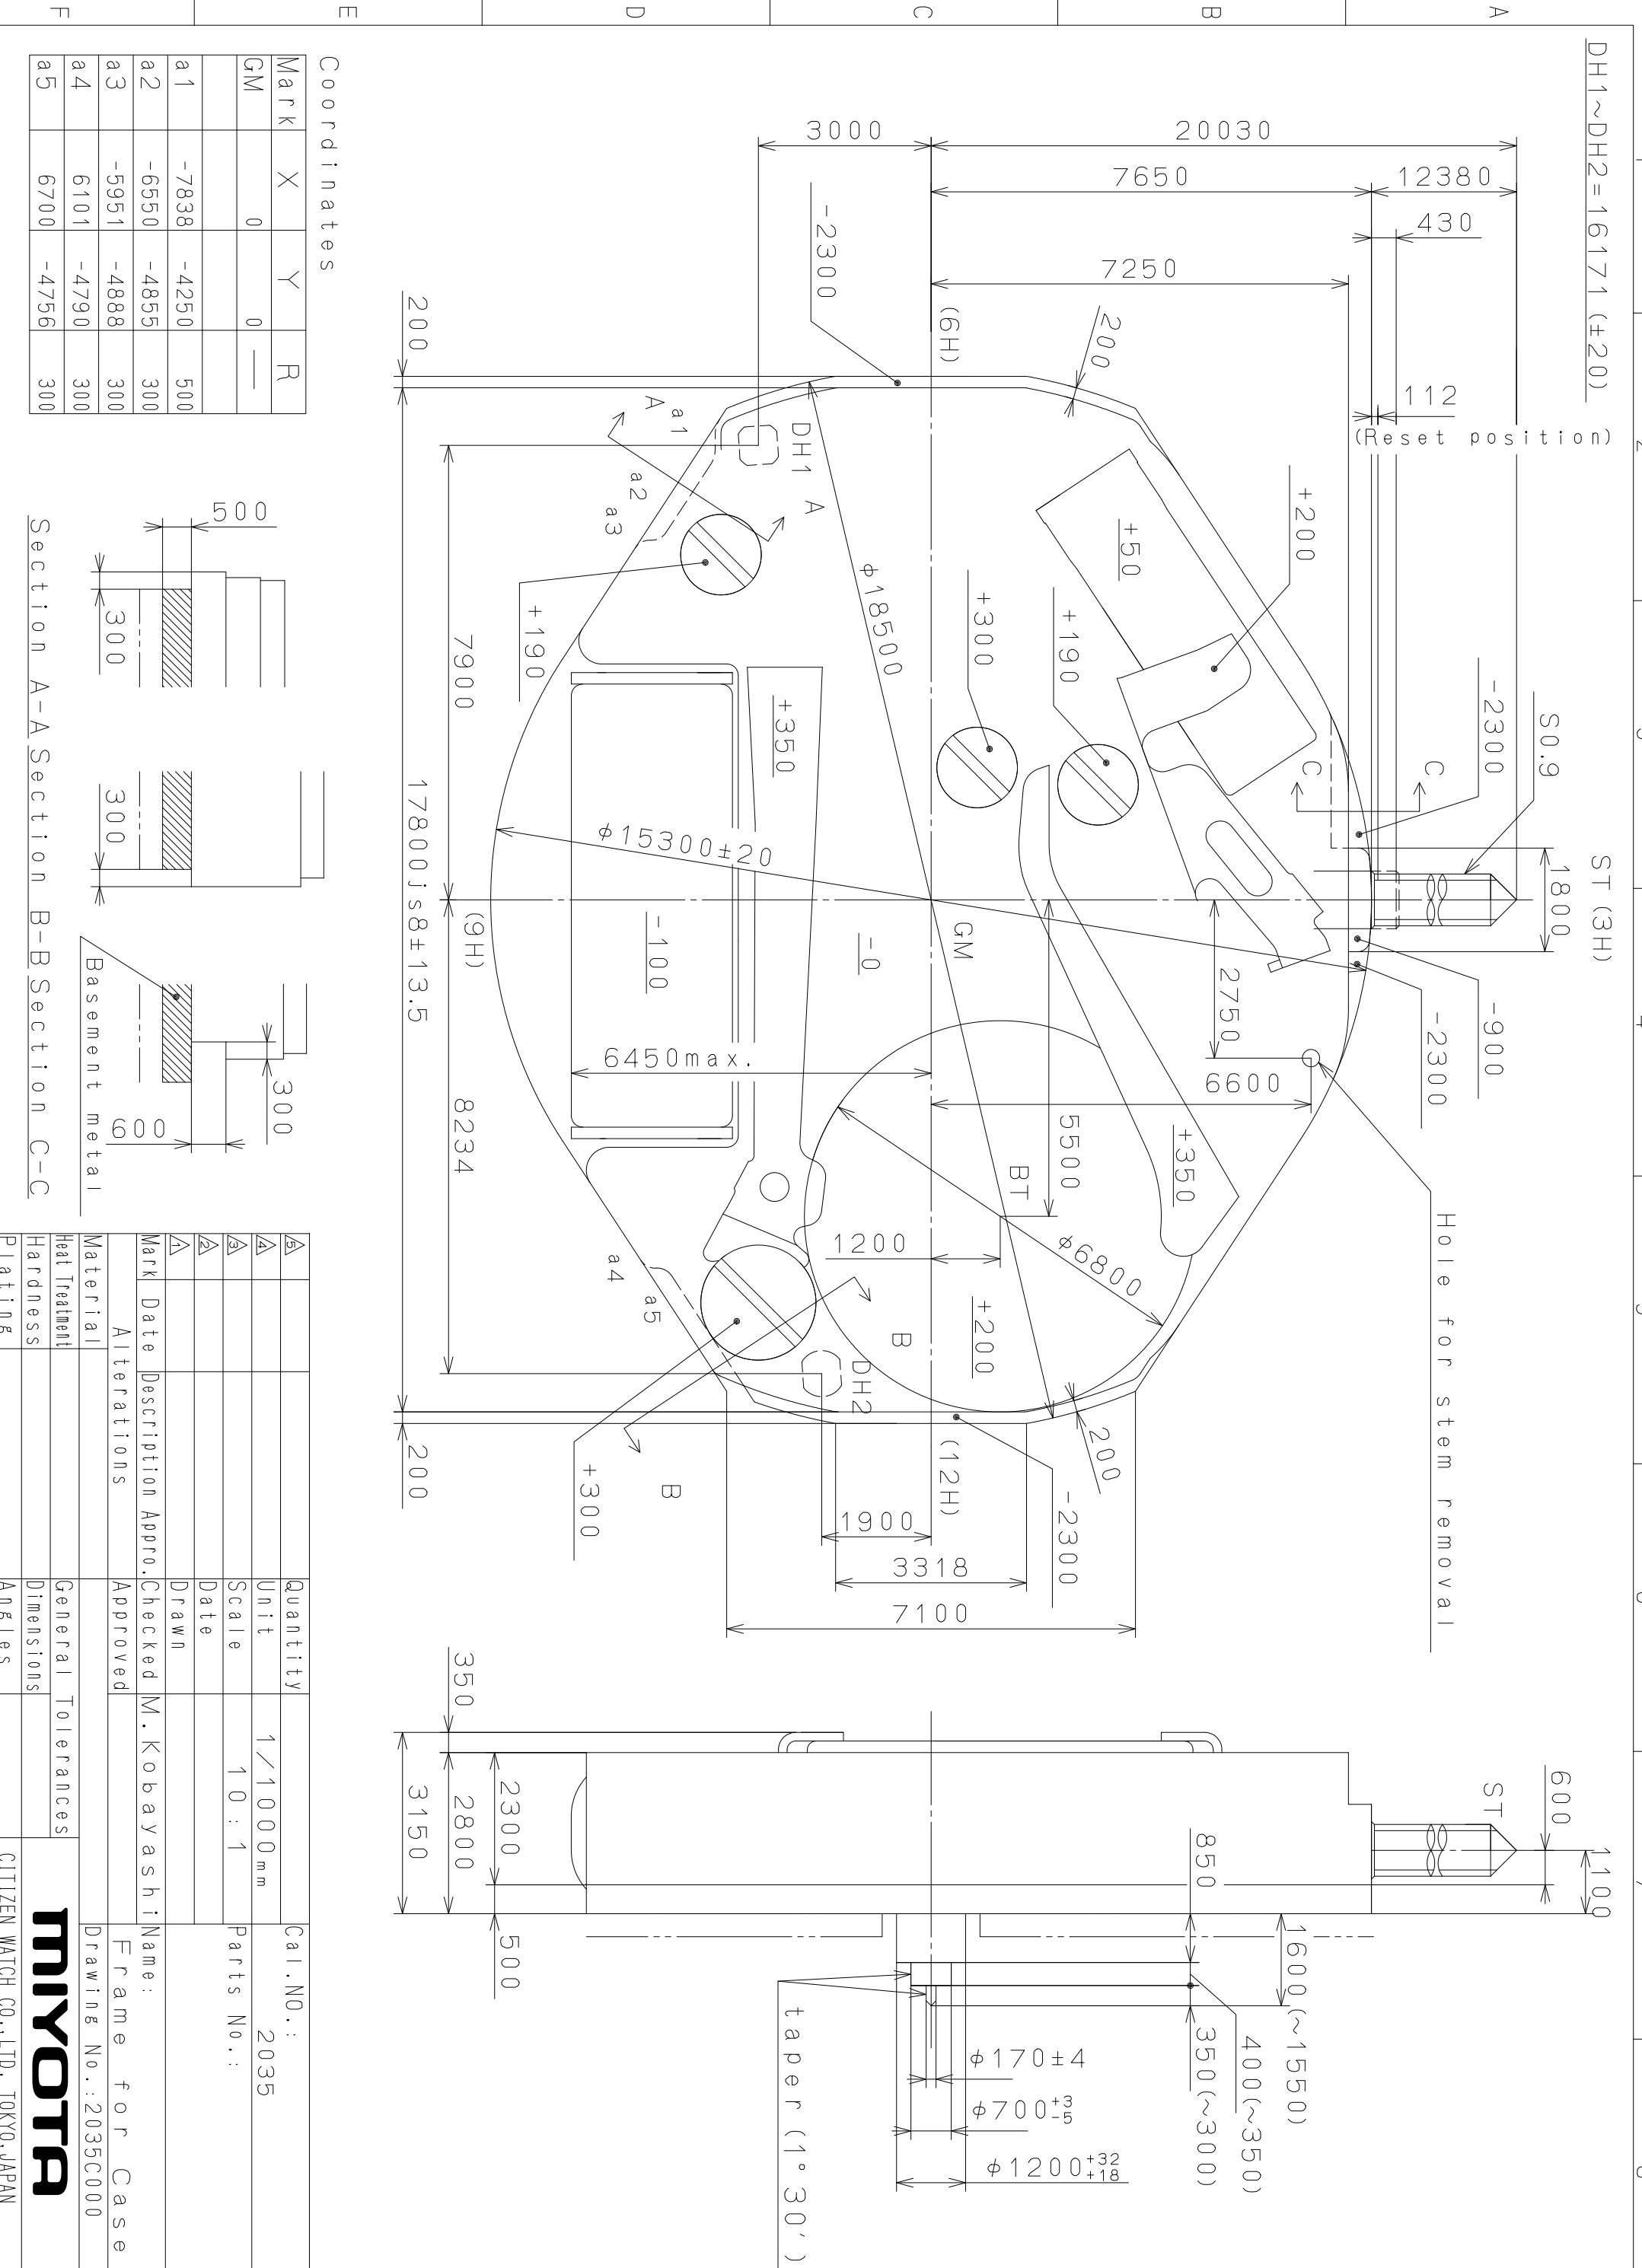 A
B
C
D
E
F
DH1~DH2=16171 (±20)
ST (3H)
20030
12380
7650
430
7250
3000
112
(Reset position)
-2300
(6H)
200
200
+200
+50
+300
+190
φ18500
-2300
S0.9
C
C
1800
-900
-2300
Hole for stem removal
DH1
A
A
a1
a2
a3
+190
+350
φ15300±20
GM
-0
-100
2750
6600
5500
BT
+350
1200
φ6800
+200
6450max.
(9H)
7900
8234
17800js8±13.5
a4
a5
B
B
DH2
+300
200
200
(12H)
-2300
1900
3318
7100
200
ST
600
1100
350
3150
2800
2300
500
850
1600(~1550)
400(~350)
350(~300)
φ170±4
φ700 +3 -5
φ1200 +32 +18
taper(1°30′)
Coordinates
Mark X Y R
GM 0 0 —
a1 -7838 -4250 500
a2 -6550 -4855 300
a3 -5951 -4888 300
a4 6101 -4790 300
a5 6700 -4756 300
500
300
300
300
600
Basement metal
Section A-A
Section B-B
Section C-C
5
4
3
2
1
Mark Date Description Appro.
Alterations
Material
Heat Treatment
Hardness
Plating
Quantity
Unit 1/1000mm
Scale 10:1
Date
Drawn
Checked M.Kobayashi
Approved
General Tolerances
Dimensions
Angles
Cal.NO.:
2035
Parts No.:
Name:
Frame for Case
Drawing No.:2035C000
MIYOTA
CITIZEN WATCH CO.,LTD. TOKYO,JAPAN